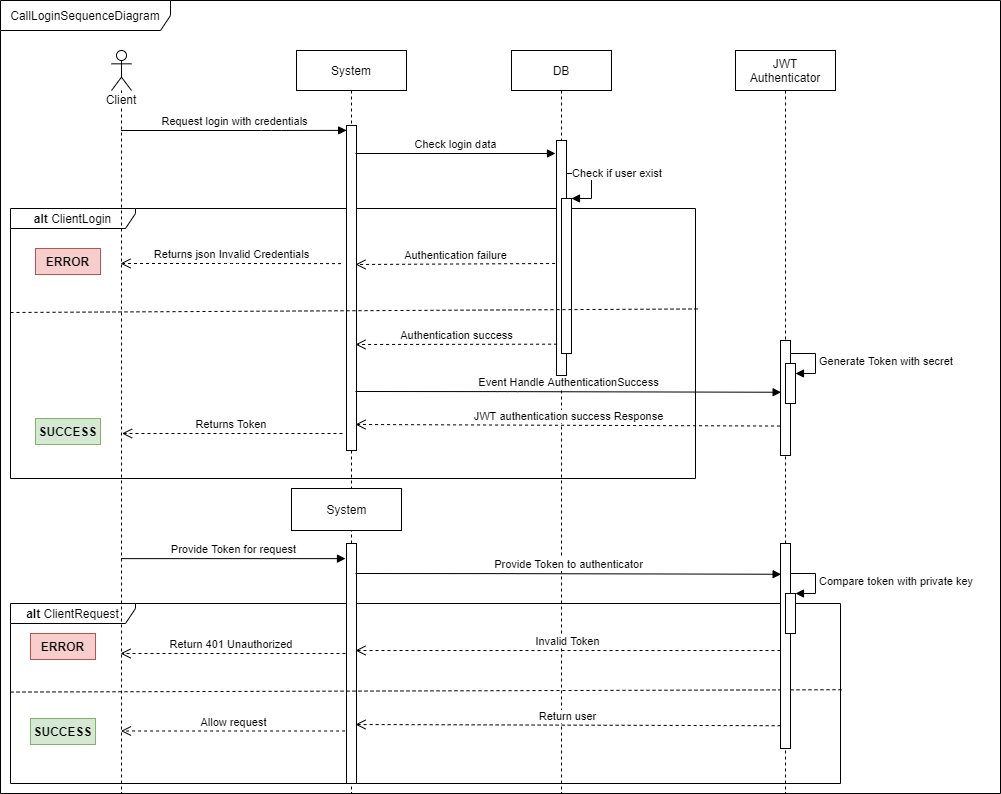 CallLoginSequenceDiagram
Client
System
DB
JWT
Authenticator
Request login with credentials
Check login data
Check if user exist
alt ClientLogin
ERROR
Returns json Invalid Credentials
Authentication failure
Authentication success
Generate Token with secret
Event Handle AuthenticationSuccess
JWT authentication success Response
SUCCESS
Returns Token
System
Provide Token for request
Provide Token to authenticator
Compare token with private key
alt ClientRequest
ERROR
Return 401 Unauthorized
Invalid Token
SUCCESS
Allow request
Return user